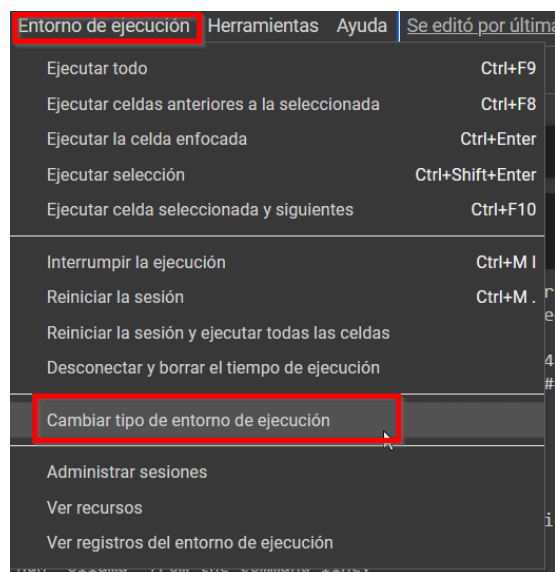 Entorno de ejecución Herramientas Ayuda Se editó por últim
Ejecutar todo Ctrl+F9
Ejecutar celdas anteriores a la seleccionada Ctrl+F8
Ejecutar la celda enfocada Ctrl+Enter
Ejecutar selección Ctrl+Shift+Enter
Ejecutar celda seleccionada y siguientes Ctrl+F10
Interrumpir la ejecución Ctrl+M I
Reiniciar la sesión Ctrl+M .
Reiniciar la sesión y ejecutar todas las celdas
Desconectar y borrar el tiempo de ejecución
Cambiar tipo de entorno de ejecución
Administrar sesiones
Ver recursos
Ver registros del entorno de ejecución